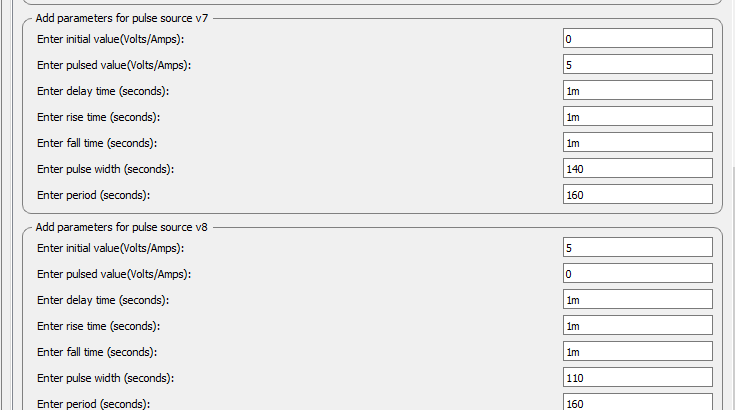 Add parameters for pulse source v7
Enter initial value(Volts/Amps): 0
Enter pulsed value(Volts/Amps): 5
Enter delay time (seconds): 1m
Enter rise time (seconds): 1m
Enter fall time (seconds): 1m
Enter pulse width (seconds): 140
Enter period (seconds): 160
Add parameters for pulse source v8
Enter initial value(Volts/Amps): 5
Enter pulsed value(Volts/Amps): 0
Enter delay time (seconds): 1m
Enter rise time (seconds): 1m
Enter fall time (seconds): 1m
Enter pulse width (seconds): 110
Enter period (seconds): 160